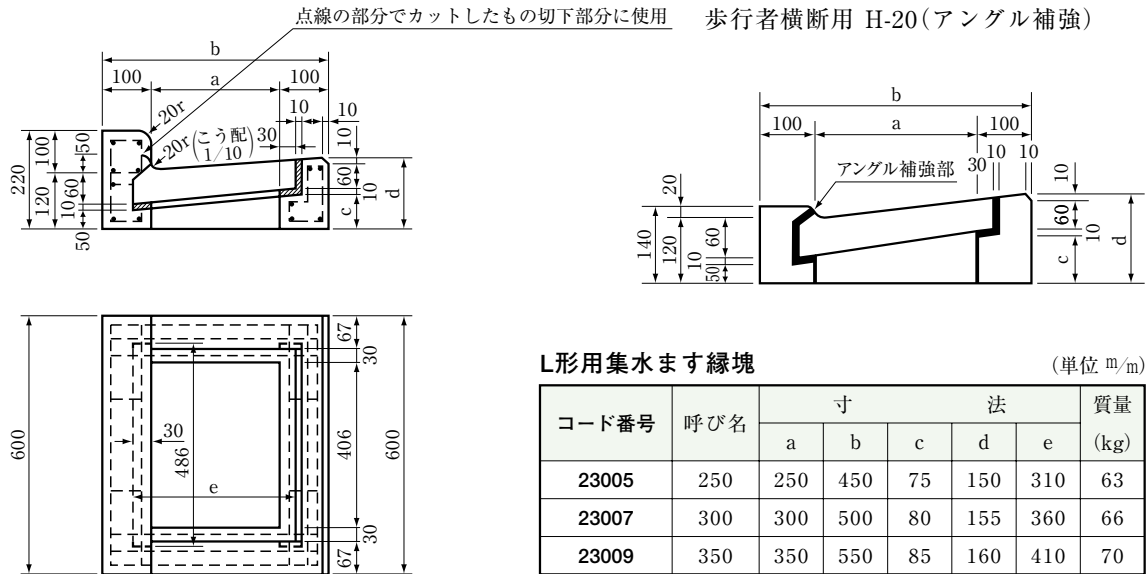 点線の部分でカットしたもの切下部分に使用
歩行者横断用 H-20(アングル補強)
b
100 a 100
10 10
20r
20r (こう配 1/10) 30
220
100 50
120 60
10
50
10
60
10
c
d
b
100 a 100
アングル補強部 30 10 10
20
140
120
60
10
50
10
60
10
c
d
600
67
30
30
486
406
e
30
67
600
L形用集水ます縁塊 (単位 m/m)
コード番号 呼び名 寸法 質量(kg)
a b c d e
23005 250 250 450 75 150 310 63
23007 300 300 500 80 155 360 66
23009 350 350 550 85 160 410 70